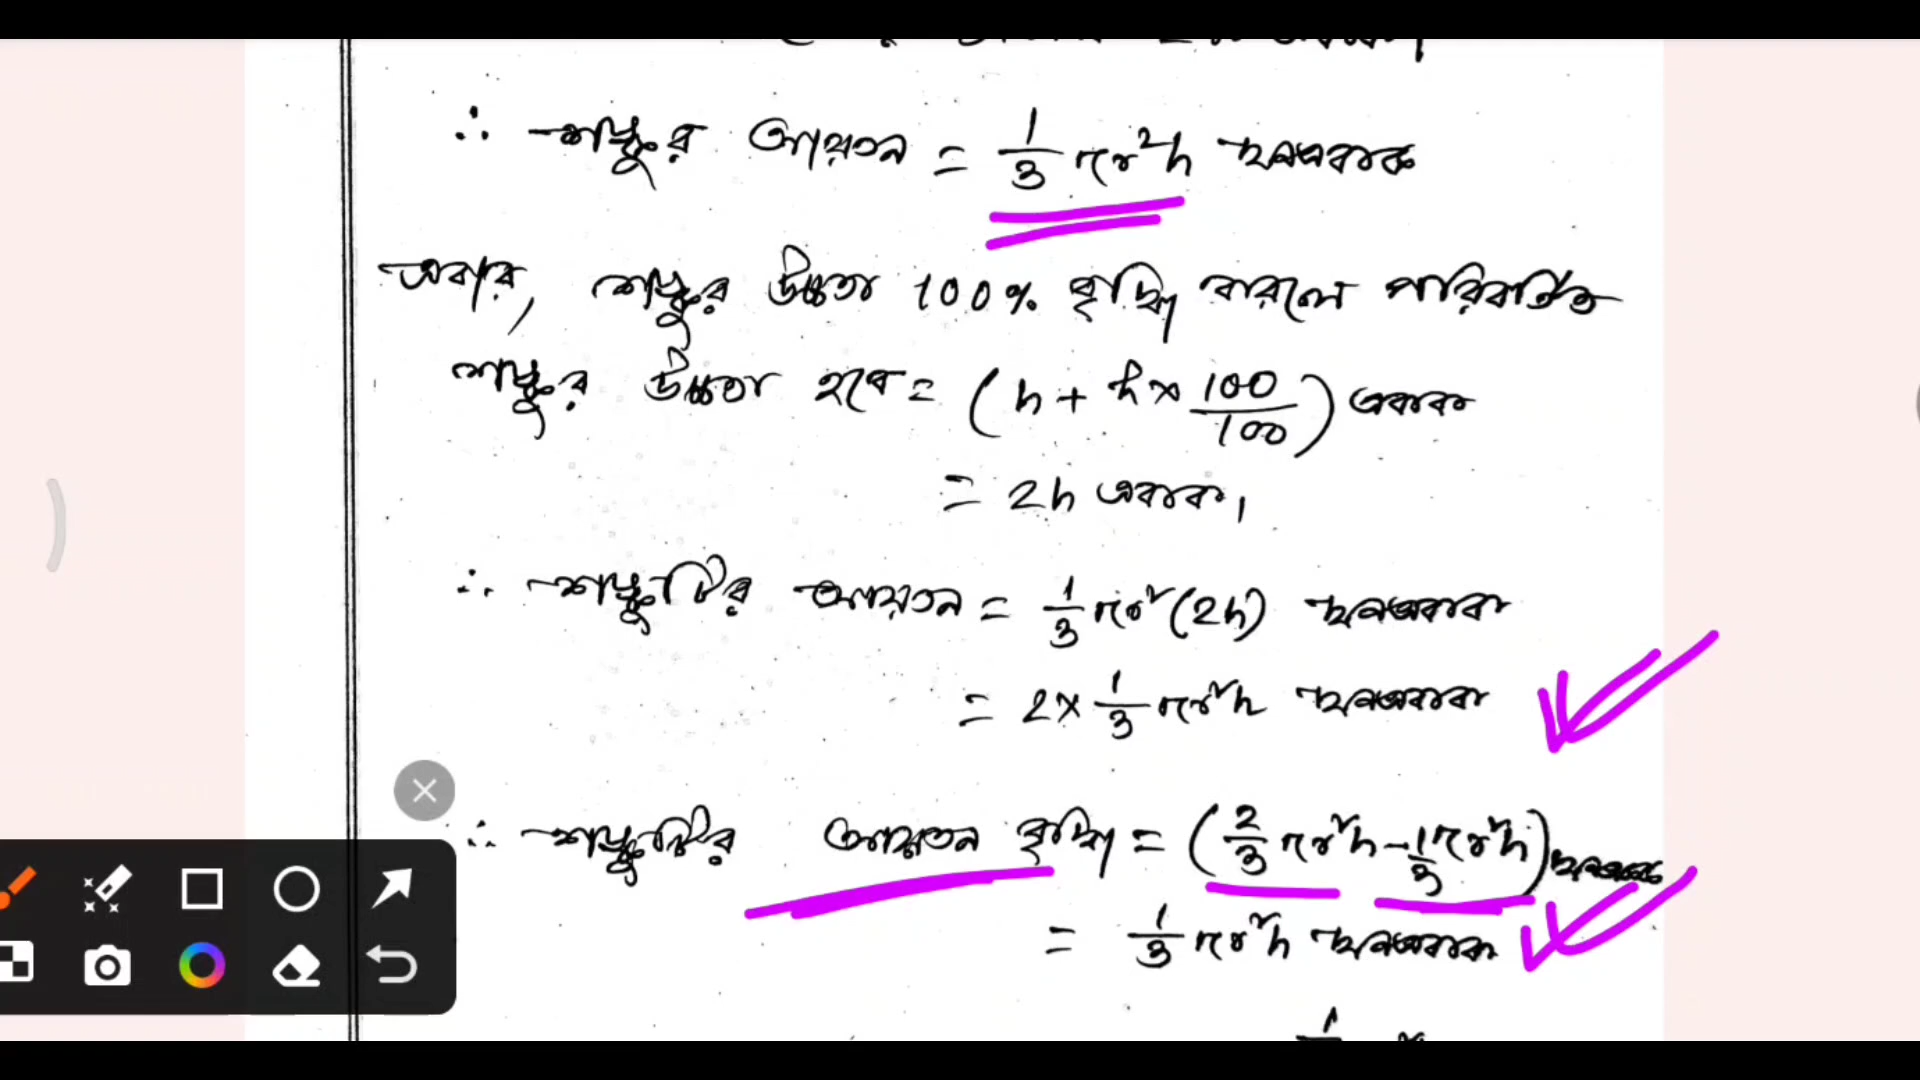 ∴ শঙ্কুর আয়তন = 1/3 πr²h ঘনএকক
আবার, শঙ্কুর উচ্চতা 100% বৃদ্ধি করলে পরিবর্তিত
শঙ্কুর উচ্চতা হবে = (h + h × 100/100) একক
= 2h একক।
∴ শঙ্কুটির আয়তন = 1/3 πr²(2h) ঘনএকক
= 2 × 1/3 πr²h ঘনএকক
∴ শঙ্কুটির আয়তন বৃদ্ধি = (2/3 πr²h - 1/3 πr²h) ঘনএকক
= 1/3 πr²h ঘনএকক